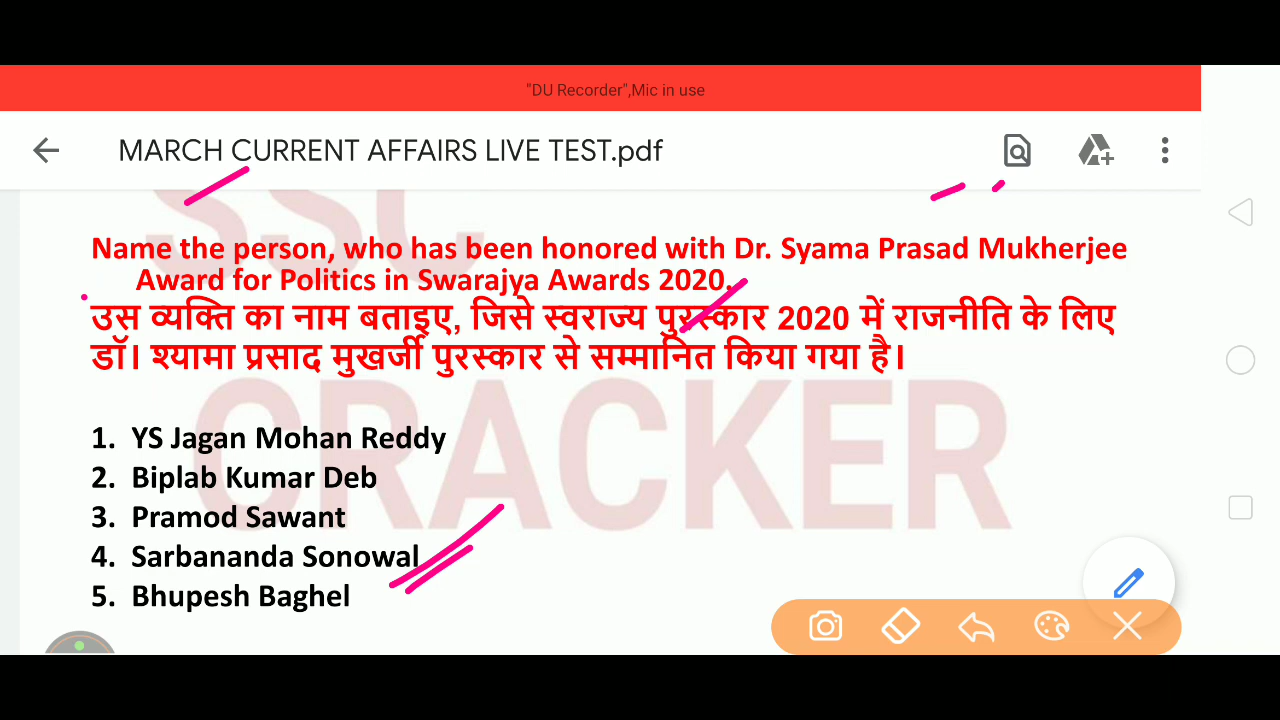 "DU Recorder",Mic in use
MARCH CURRENT AFFAIRS LIVE TEST.pdf
SSC
Name the person, who has been honored with Dr. Syama Prasad Mukherjee
Award for Politics in Swarajya Awards 2020.
उस व्यक्ति का नाम बताइए, जिसे स्वराज्य पुरस्कार 2020 में राजनीति के लिए
डॉ। श्यामा प्रसाद मुखर्जी पुरस्कार से सम्मानित किया गया है।
CRACKER
1. YS Jagan Mohan Reddy
2. Biplab Kumar Deb
3. Pramod Sawant
4. Sarbananda Sonowal
5. Bhupesh Baghel